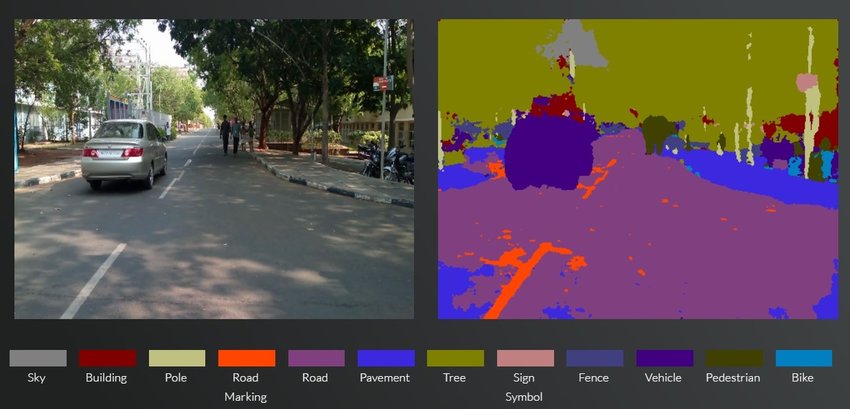 Sky
Building
Pole
Road
Marking
Road
Pavement
Tree
Sign
Symbol
Fence
Vehicle
Pedestrian
Bike